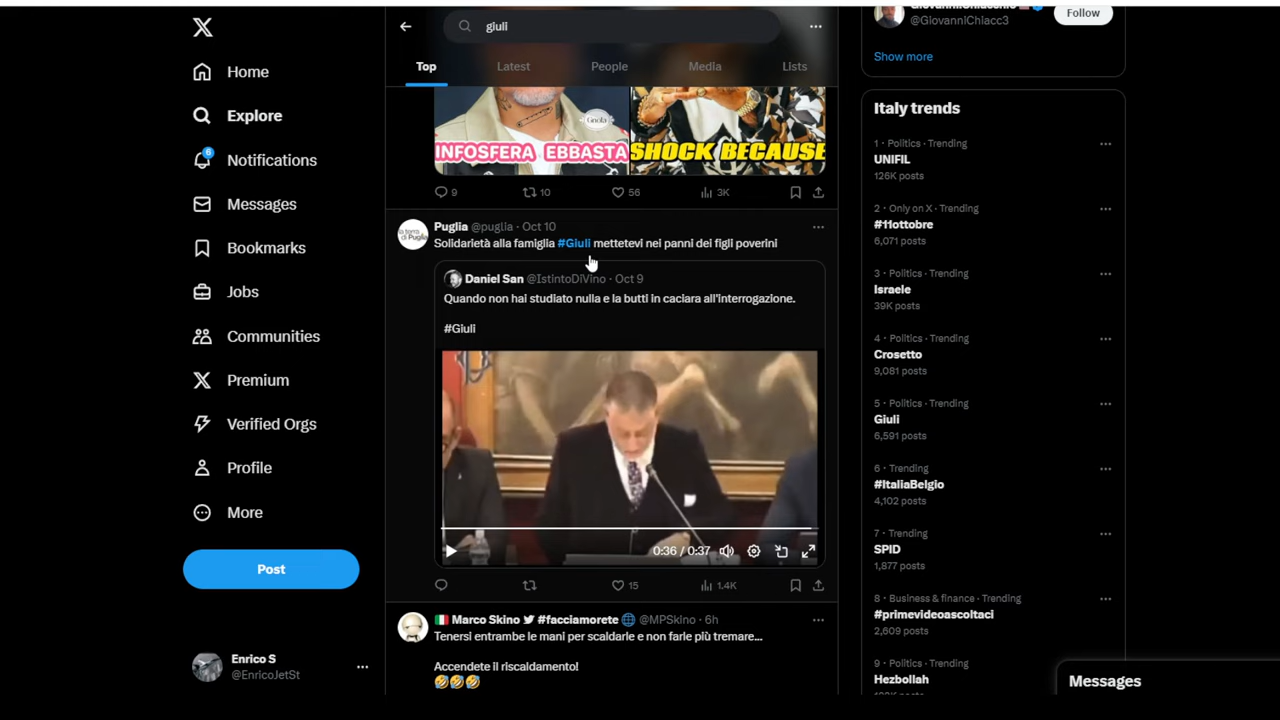 Home
Explore
6
Notifications
Messages
Bookmarks
Jobs
Communities
Premium
Verified Orgs
Profile
More
Post
Enrico S
@EnricoJetSt
giuli
Top
Latest
People
Media
Lists
INFOSFERA EBBASTA
SHOCK BECAUSE
9
10
56
3K
Puglia @puglia · Oct 10
Solidarietà alla famiglia #Giuli mettetevi nei panni dei figli poverini
Daniel San @IstintoDiVino · Oct 9
Quando non hai studiato nulla e la butti in caciara all'interrogazione.
#Giuli
0:36 / 0:37
15
1.4K
Marco Skino #facciamorete @MPSkino · 6h
Tenersi entrambe le mani per scaldarle e non farle più tremare...
Accendete il riscaldamento!
@GiovanniChiacc3
Follow
Show more
Italy trends
1 · Politics · Trending
UNIFIL
126K posts
2 · Only on X · Trending
#11ottobre
6,071 posts
3 · Politics · Trending
Israele
39K posts
4 · Politics · Trending
Crosetto
9,081 posts
5 · Politics · Trending
Giuli
6,591 posts
6 · Trending
#ItaliaBelgio
4,102 posts
7 · Trending
SPID
1,877 posts
8 · Business & finance · Trending
#primevideoascoltaci
2,609 posts
9 · Politics · Trending
Hezbollah
Messages